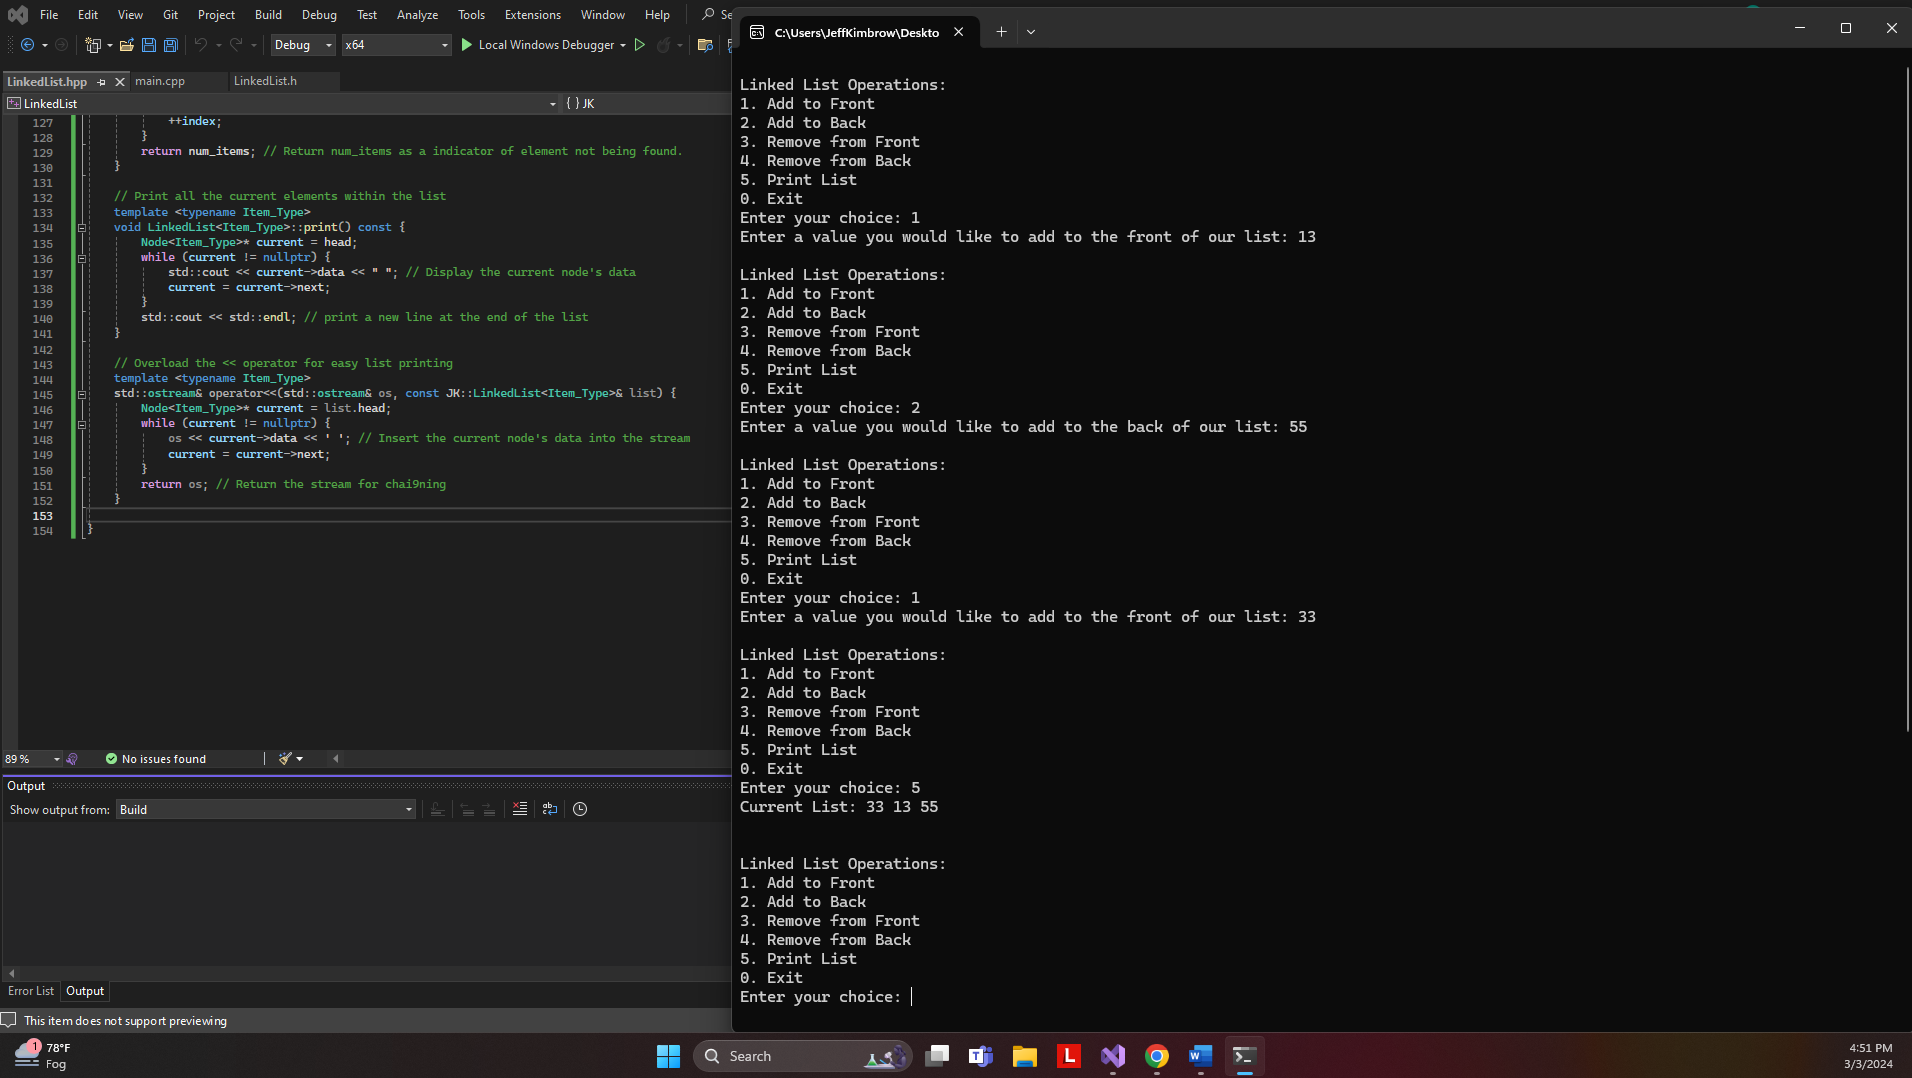 File Edit View Git Project Build Debug Test Analyze Tools Extensions Window Help
Debug x64 Local Windows Debugger
LinkedList.hpp main.cpp LinkedList.h
LinkedList { } JK
127 ++index;
128 }
129 return num_items; // Return num_items as a indicator of element not being found.
130 }
131
132 // Print all the current elements within the list
133 template <typename Item_Type>
134 void LinkedList<Item_Type>::print() const {
135 Node<Item_Type>* current = head;
136 while (current != nullptr) {
137 std::cout << current->data << " "; // Display the current node's data
138 current = current->next;
139 }
140 std::cout << std::endl; // print a new line at the end of the list
141 }
142
143 // Overload the << operator for easy list printing
144 template <typename Item_Type>
145 std::ostream& operator<<(std::ostream& os, const JK::LinkedList<Item_Type>& list) {
146 Node<Item_Type>* current = list.head;
147 while (current != nullptr) {
148 os << current->data << ' '; // Insert the current node's data into the stream
149 current = current->next;
150 }
151 return os; // Return the stream for chai9ning
152 }
153
154 }
89 % No issues found
Output
Show output from: Build
Error List Output
This item does not support previewing
C:\Users\JeffKimbrow\Deskto
Linked List Operations:
1. Add to Front
2. Add to Back
3. Remove from Front
4. Remove from Back
5. Print List
0. Exit
Enter your choice: 1
Enter a value you would like to add to the front of our list: 13
Linked List Operations:
1. Add to Front
2. Add to Back
3. Remove from Front
4. Remove from Back
5. Print List
0. Exit
Enter your choice: 2
Enter a value you would like to add to the back of our list: 55
Linked List Operations:
1. Add to Front
2. Add to Back
3. Remove from Front
4. Remove from Back
5. Print List
0. Exit
Enter your choice: 1
Enter a value you would like to add to the front of our list: 33
Linked List Operations:
1. Add to Front
2. Add to Back
3. Remove from Front
4. Remove from Back
5. Print List
0. Exit
Enter your choice: 5
Current List: 33 13 55
Linked List Operations:
1. Add to Front
2. Add to Back
3. Remove from Front
4. Remove from Back
5. Print List
0. Exit
Enter your choice:
1 78°F
Fog
Search
4:51 PM
3/3/2024